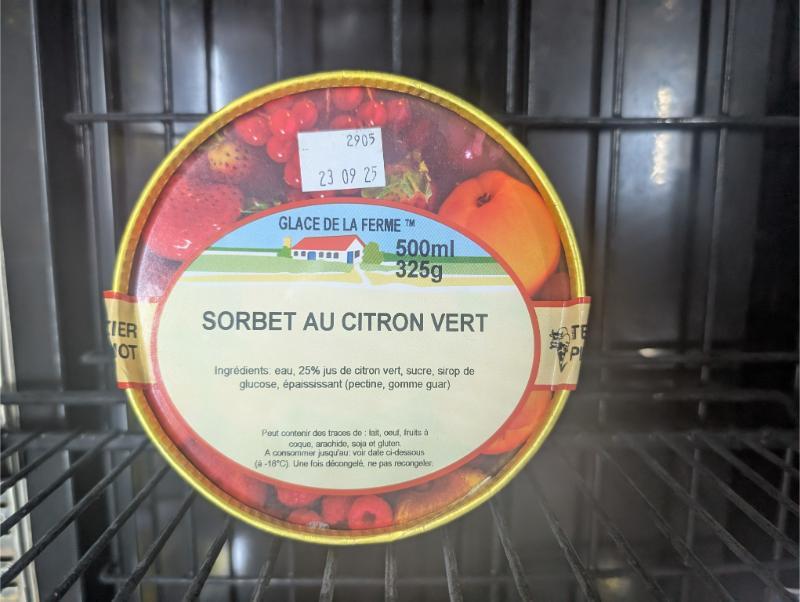 2905
23 09 25
GLACE DE LA FERME ™
500ml
325g
SORBET AU CITRON VERT
Ingrédients: eau, 25% jus de citron vert, sucre, sirop de
glucose, épaississant (pectine, gomme guar)
Peut contenir des traces de : lait, oeuf, fruits à
coque, arachide, soja et gluten.
A consommer jusqu'au: voir date ci-dessous
(à -18°C). Une fois décongelé, ne pas recongeler.